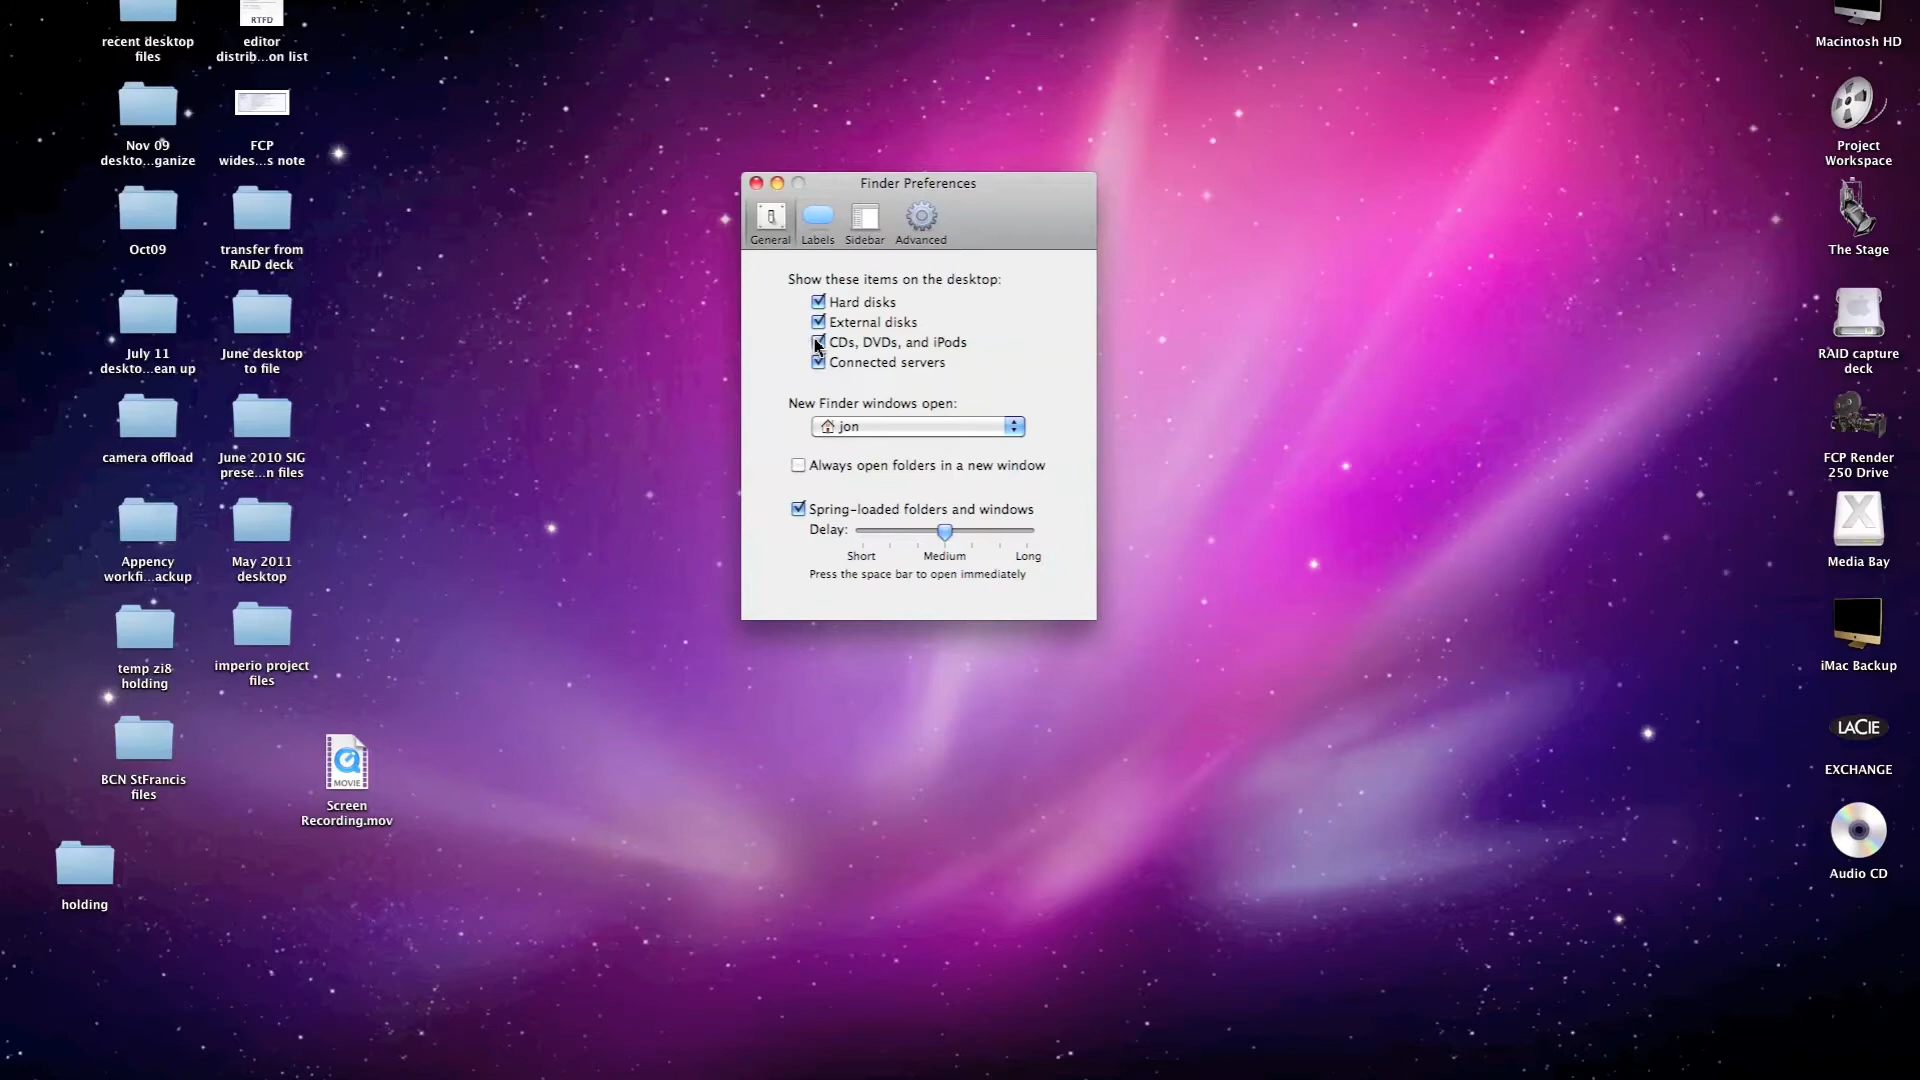 recent desktop
files
RTFD
editor
distrib...on list
Nov 09
deskto...ganize
FCP
wides...s note
Oct09
transfer from
RAID deck
July 11
deskto...ean up
June desktop
to file
camera offload
June 2010 SIG
prese...n files
Appency
workfi...ackup
May 2011
desktop
temp zi8
holding
imperio project
files
BCN StFrancis
files
MOVIE
Screen
Recording.mov
holding
Finder Preferences
General
Labels
Sidebar
Advanced
Show these items on the desktop:
Hard disks
External disks
CDs, DVDs, and iPods
Connected servers
New Finder windows open:
jon
Always open folders in a new window
Spring-loaded folders and windows
Delay:
Short
Medium
Long
Press the space bar to open immediately
Macintosh HD
Project
Workspace
The Stage
RAID capture
deck
FCP Render
250 Drive
X
Media Bay
iMac Backup
LACIE
EXCHANGE
Audio CD